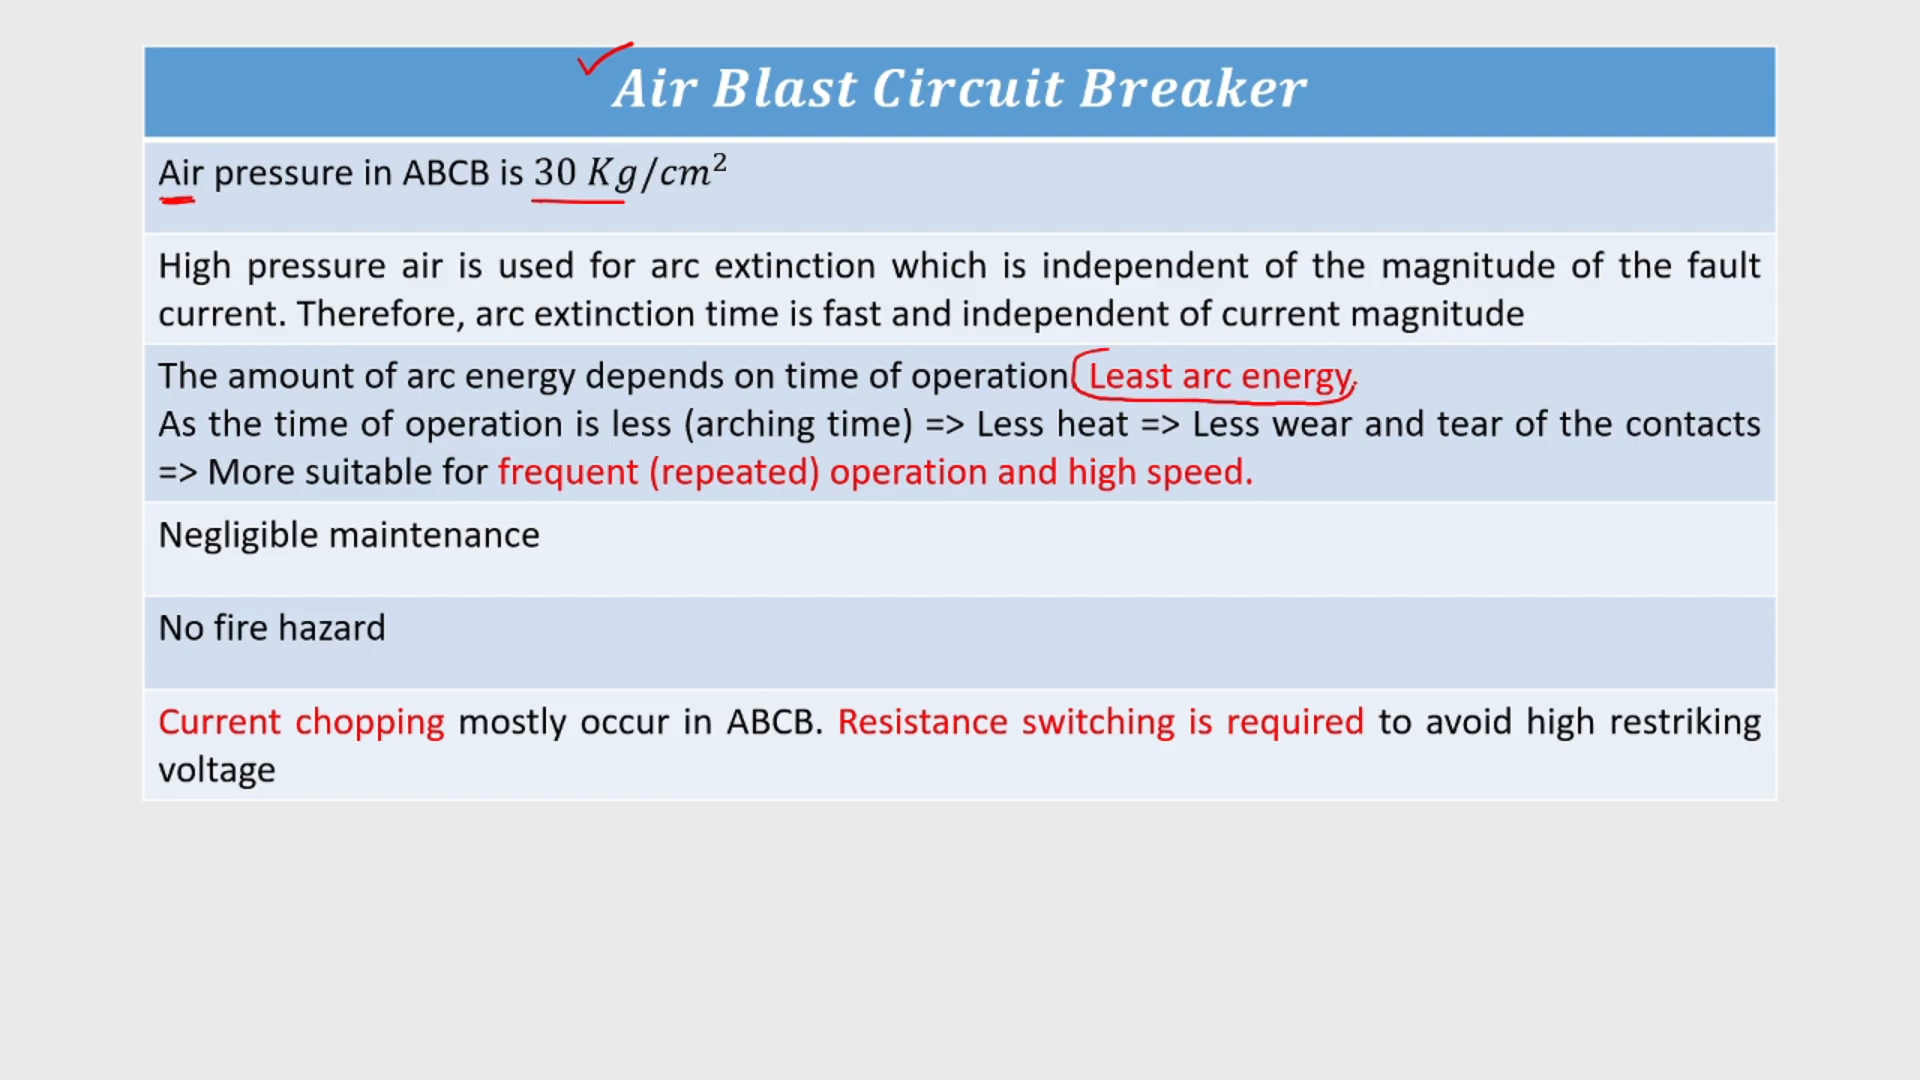 Air Blast Circuit Breaker
Air pressure in ABCB is 30 Kg/cm²
High pressure air is used for arc extinction which is independent of the magnitude of the fault
current. Therefore, arc extinction time is fast and independent of current magnitude
The amount of arc energy depends on time of operation. Least arc energy.
As the time of operation is less (arching time) => Less heat => Less wear and tear of the contacts
=> More suitable for frequent (repeated) operation and high speed.
Negligible maintenance
No fire hazard
Current chopping mostly occur in ABCB. Resistance switching is required to avoid high restriking
voltage